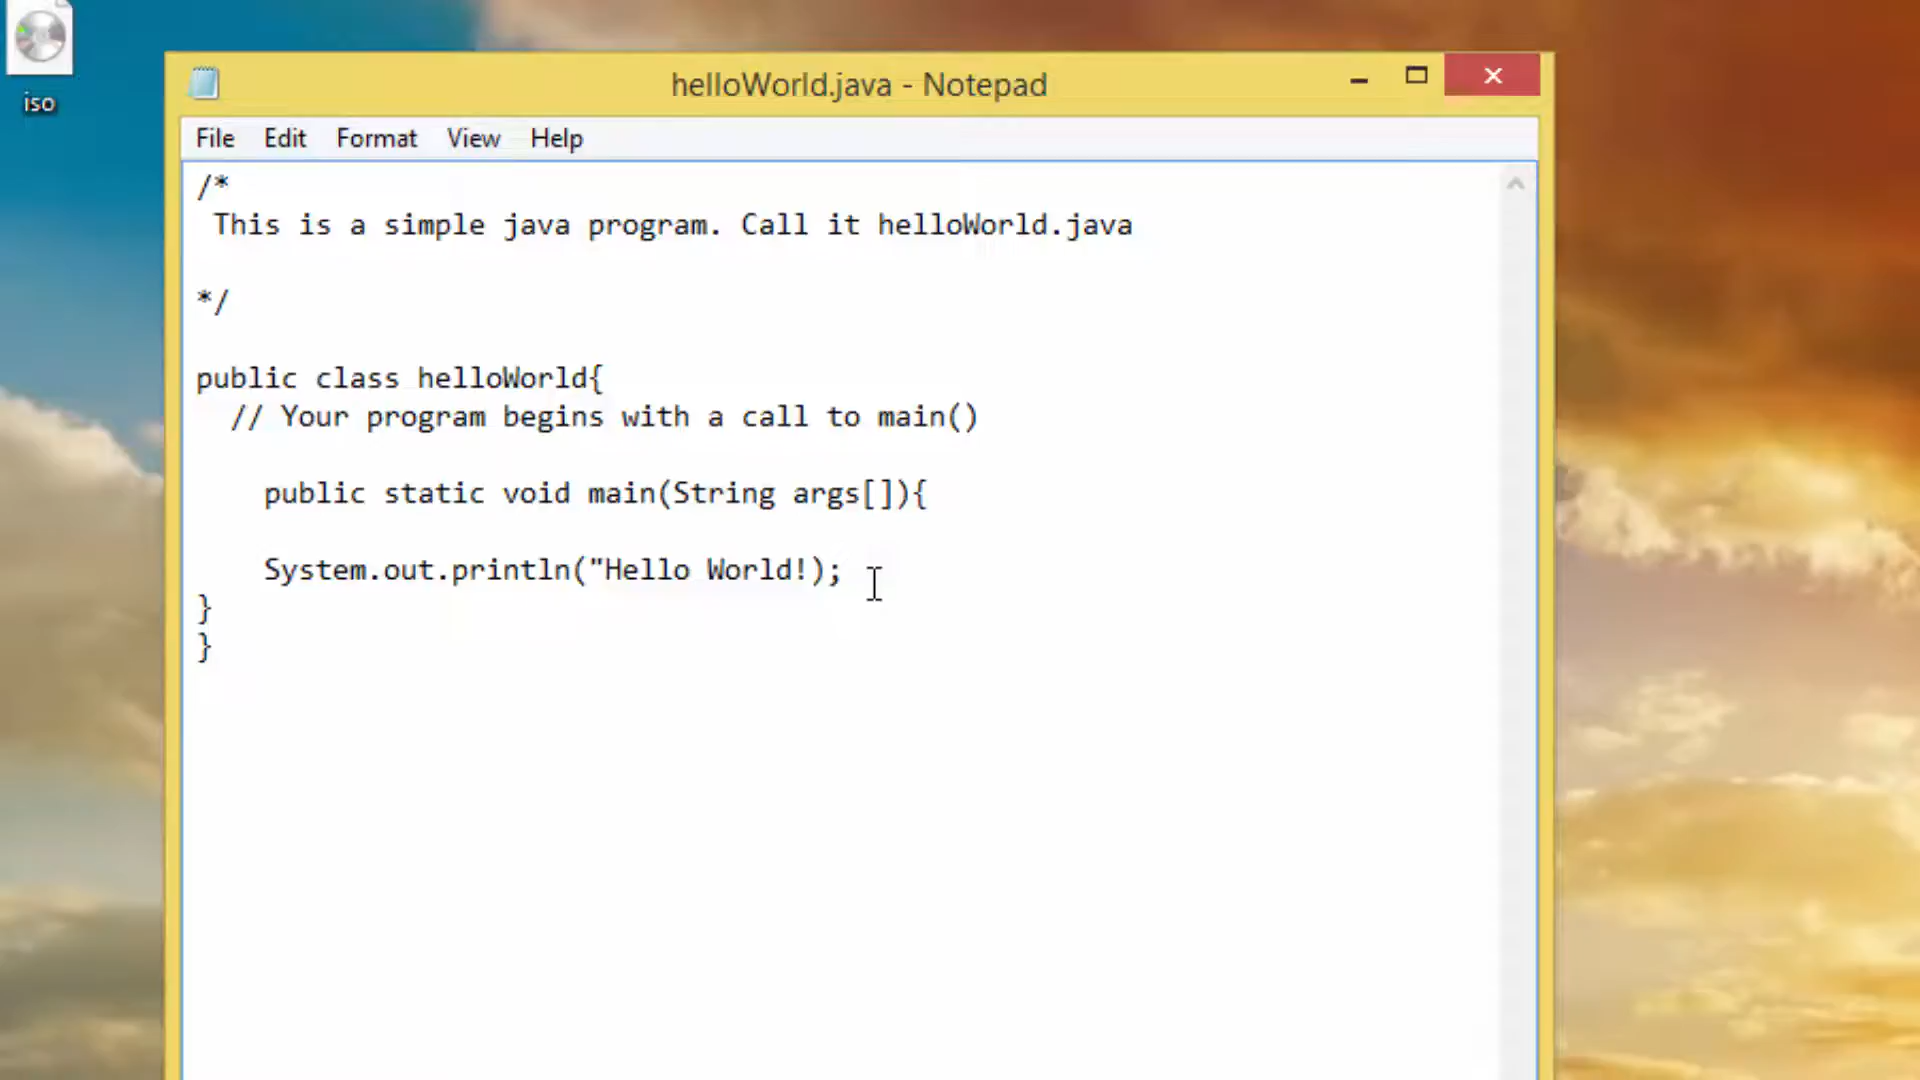 iso
helloWorld.java - Notepad
File Edit Format View Help
/*
This is a simple java program. Call it helloWorld.java
*/
public class helloWorld{
// Your program begins with a call to main()
public static void main(String args[]){
System.out.println("Hello World!);
}
}